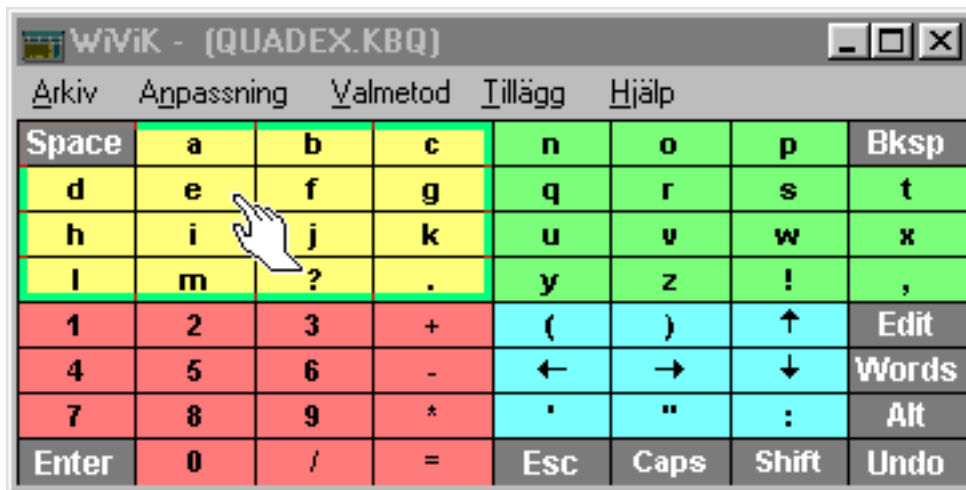 WiViK - (QUADEX.KBQ)
Arkiv Anpassning Valmetod Tillägg Hjälp
Space a b c n o p Bksp
d e f g q r s t
h i j k u v w x
l m ? . y z ! ,
1 2 3 + ( ) ↑ Edit
4 5 6 - ← → ↓ Words
7 8 9 * ' " : Alt
Enter 0 / = Esc Caps Shift Undo